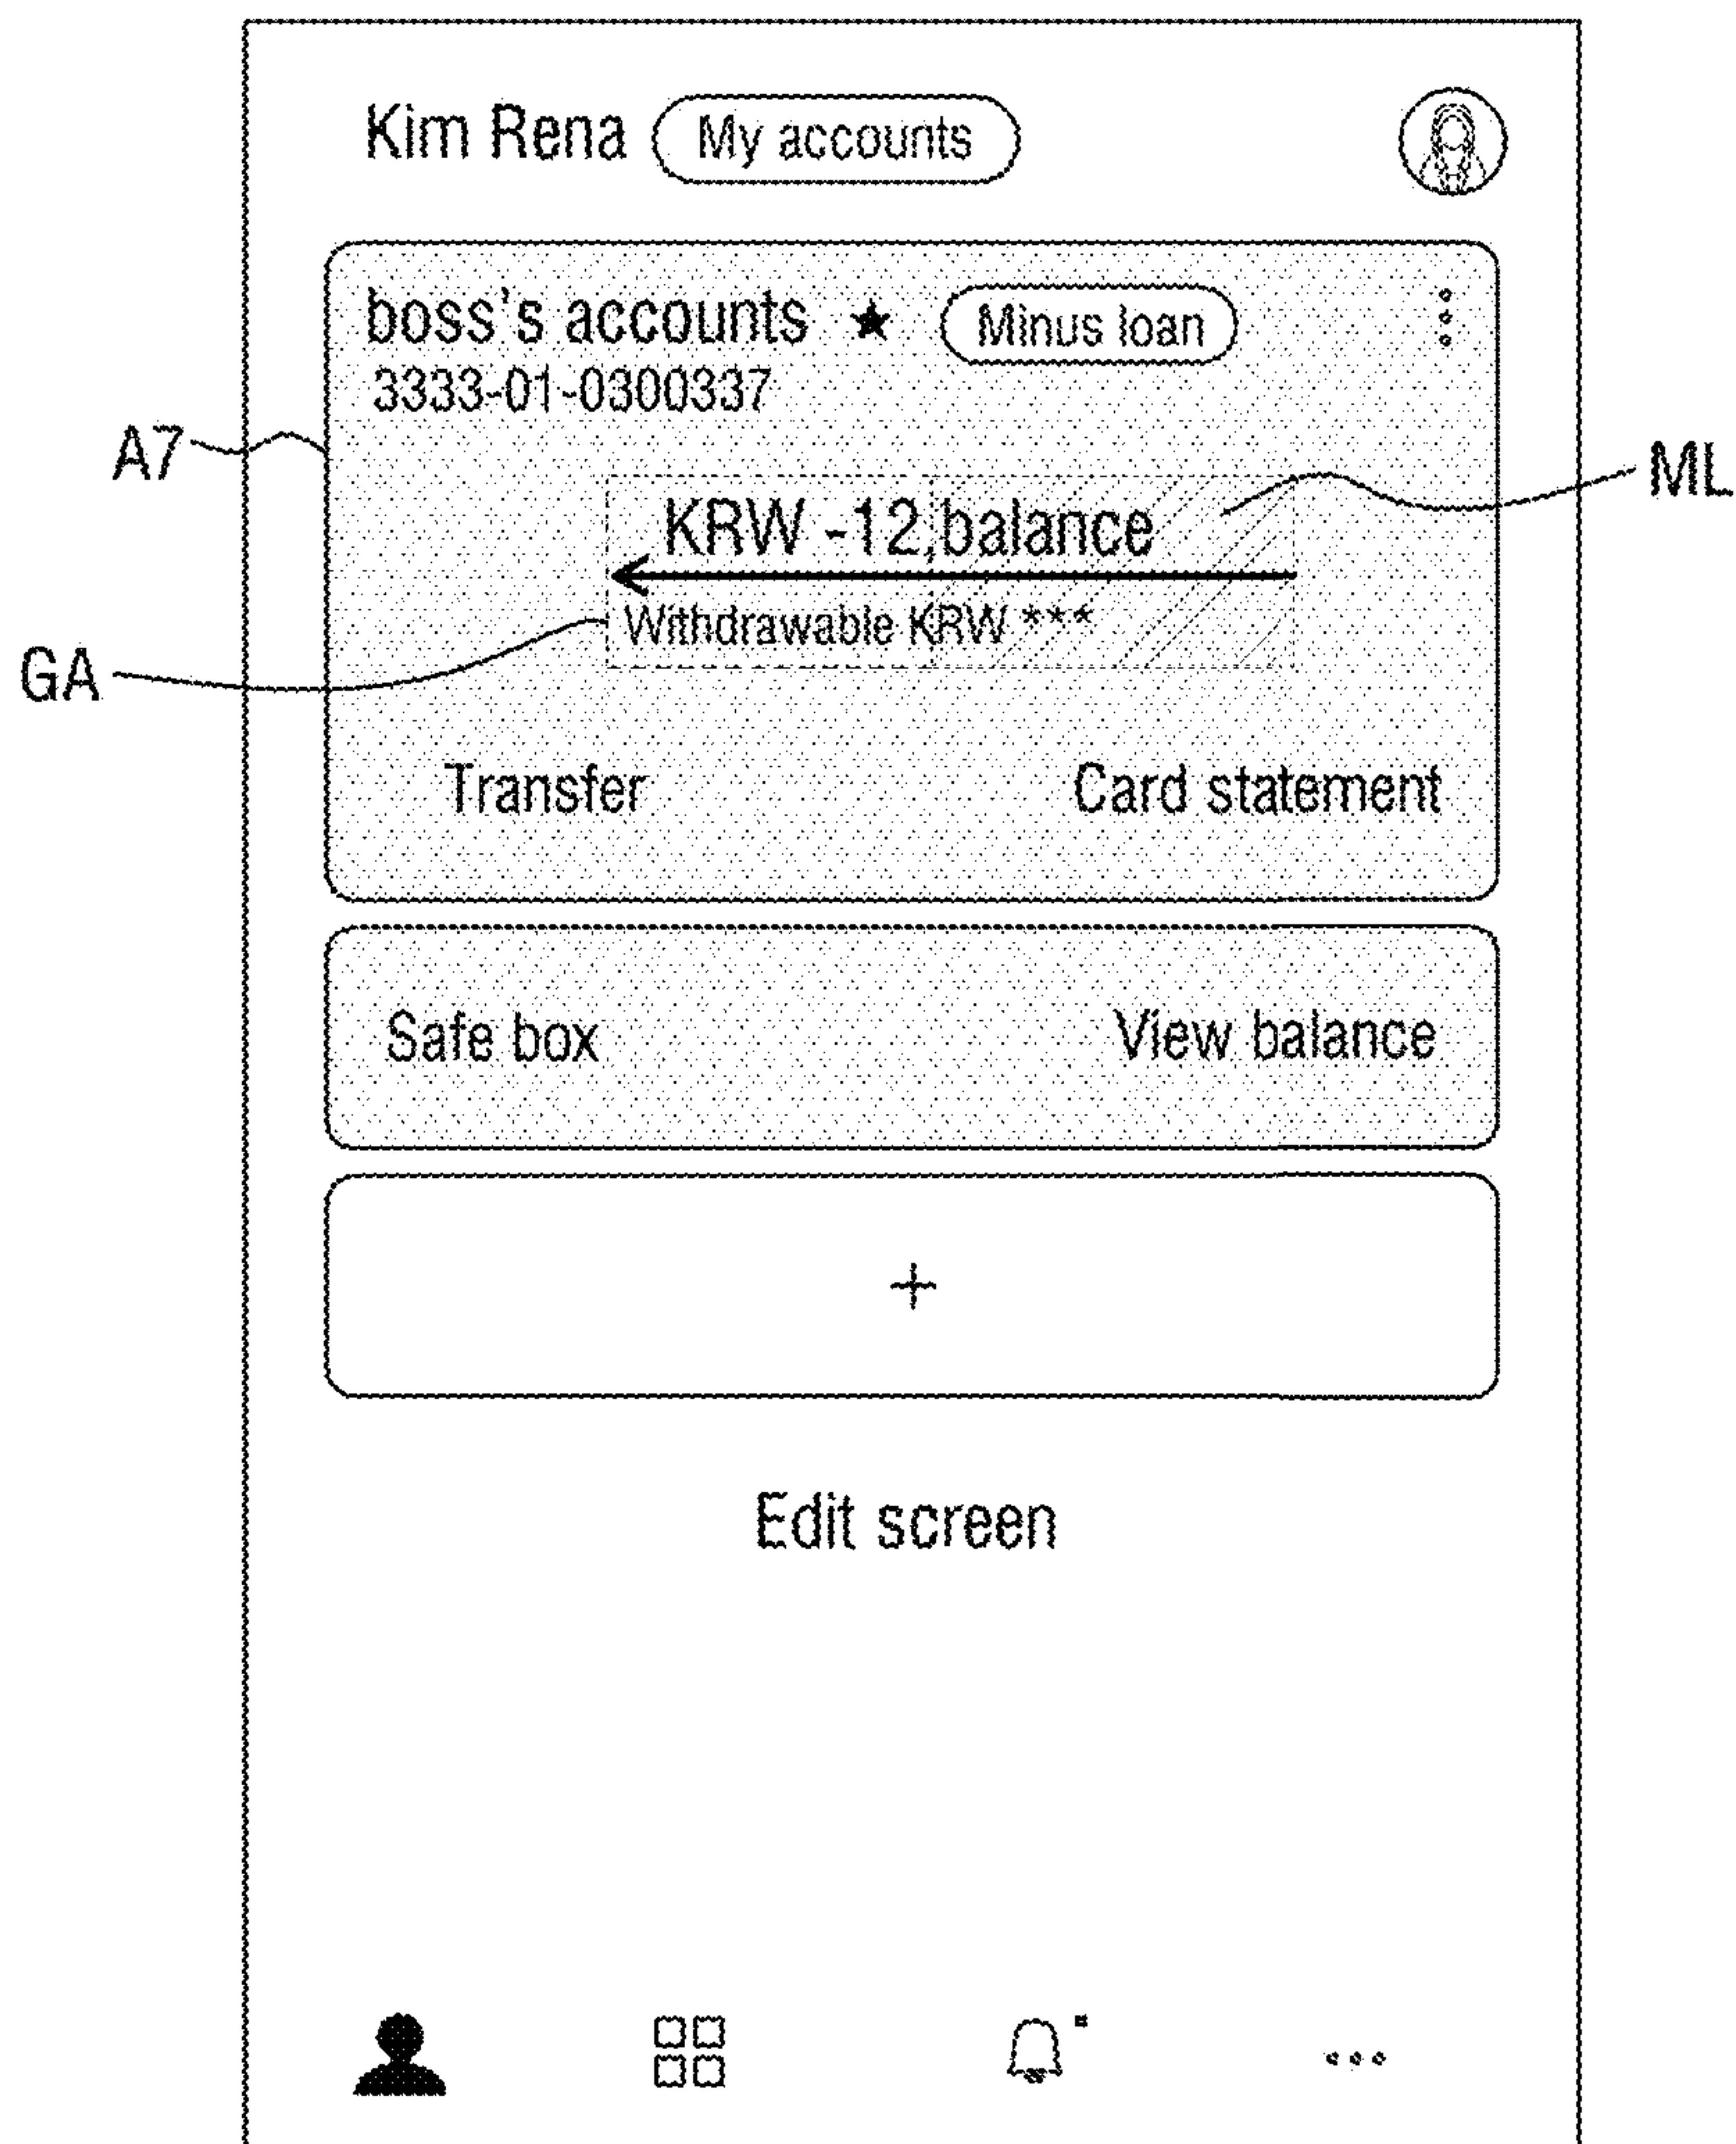 Kim Rena My accounts
boss's accounts ★ Minus loan
3333-01-0300337
A7
ML
KRW -12,balance
Withdrawable KRW ***
GA
Transfer Card statement
Safe box View balance
+
Edit screen